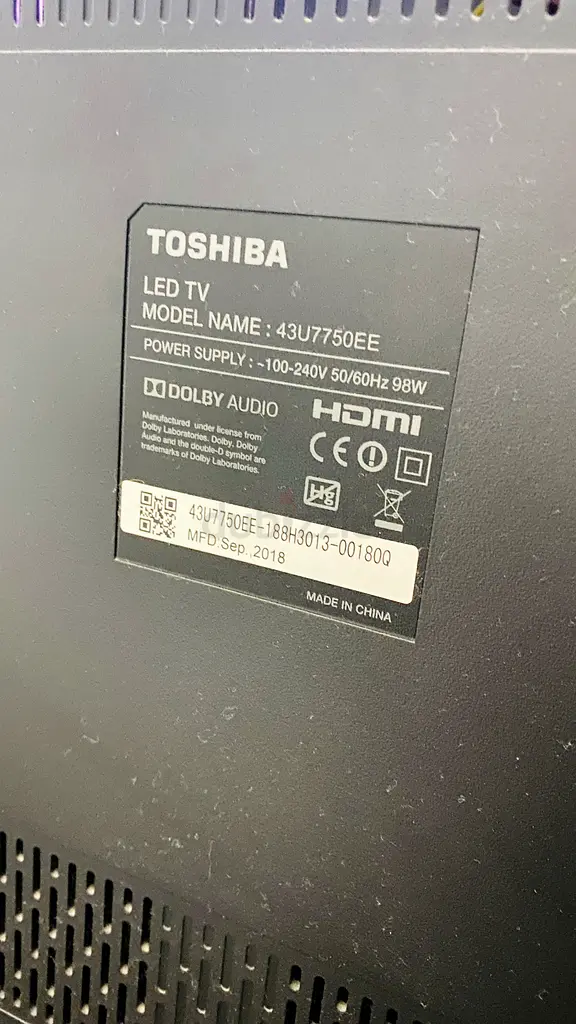 TOSHIBA
LED TV
MODEL NAME : 43U7750EE
POWER SUPPLY : ~100-240V 50/60Hz 98W
DOLBY AUDIO
HDMI
Manufactured under license from
Dolby Laboratories. Dolby, Dolby
Audio and the double-D symbol are
trademarks of Dolby Laboratories.
CE
Hg
43U7750EE-188H3013-00180Q
MFD.Sep.,2018
MADE IN CHINA